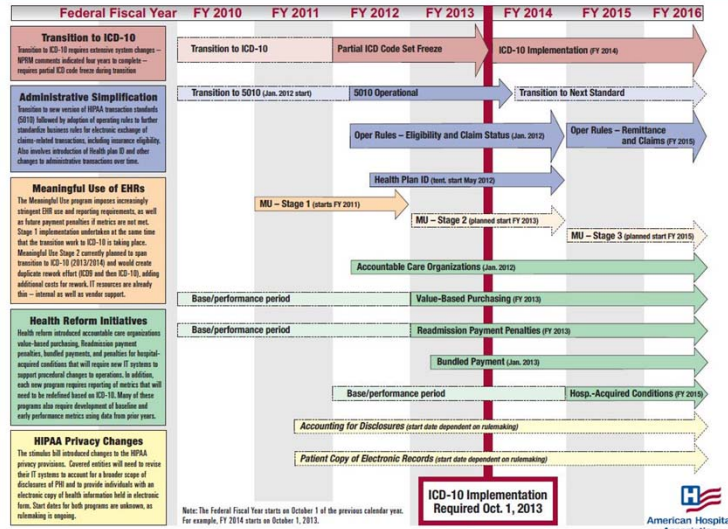 Federal Fiscal Year FY 2010 FY 2011 FY 2012 FY 2013 FY 2014 FY 2015 FY 2016
Transition to ICD-10
Transition to ICD-10 requires extensive system changes –
NPRM comments indicated four years to complete –
requires partial ICD code freeze during transition
Transition to ICD-10
Partial ICD Code Set Freeze
ICD-10 Implementation (FY 2014)
Administrative Simplification
Transition to new version of HIPAA transaction standards
(5010) followed by adoption of operating rules to further
standardize business rules for electronic exchange of
claims-related transactions, including insurance eligibility.
Also involves introduction of Health plan ID and other
changes to administrative transactions over time.
Transition to 5010 (Jan. 2012 start)
5010 Operational
Transition to Next Standard
Oper Rules – Eligibility and Claim Status (Jan. 2012)
Oper Rules – Remittance
and Claims (FY 2015)
Health Plan ID (tent. start May 2012)
Meaningful Use of EHRs
The Meaningful Use program imposes increasingly
stringent EHR use and reporting requirements, as well
as future payment penalties if metrics are not met.
Stage 1 implementation undertaken at the same time
that the transition work to ICD-10 is taking place.
Meaningful Use Stage 2 currently planned to span
transition to ICD-10 (2013/2014) and would create
duplicate rework effort (ICD9 and then ICD-10), adding
additional costs for rework. IT resources are already
thin – internal as well as vendor support.
MU – Stage 1 (starts FY 2011)
MU – Stage 2 (planned start FY 2013)
MU – Stage 3 (planned start FY 2015)
Accountable Care Organizations (Jan. 2012)
Base/performance period
Value-Based Purchasing (FY 2013)
Health Reform Initiatives
Health reform introduced accountable care organizations
value-based purchasing, Readmission payment
penalties, bundled payments, and penalties for hospital-
acquired conditions that will require new IT systems to
support procedural changes to operations. In addition,
each new program requires reporting of metrics that will
need to be redefined based on ICD-10. Many of these
programs also require development of baseline and
early performance metrics using data from prior years.
Base/performance period
Readmission Payment Penalties (FY 2013)
Bundled Payment (Jan. 2013)
Base/performance period
Hosp.-Acquired Conditions (FY 2015)
HIPAA Privacy Changes
The stimulus bill introduced changes to the HIPAA
privacy provisions. Covered entities will need to revise
their IT systems to account for a broader scope of
disclosures of PHI and to provide individuals with an
electronic copy of health information held in electronic
form. Start dates for both programs are unknown, as
rulemaking is ongoing.
Accounting for Disclosures (start date dependent on rulemaking)
Patient Copy of Electronic Records (start date dependent on rulemaking)
ICD-10 Implementation
Required Oct. 1, 2013
Note: The Federal Fiscal Year starts on October 1 of the previous calendar year.
For example, FY 2014 starts on October 1, 2013.
H
American Hospita